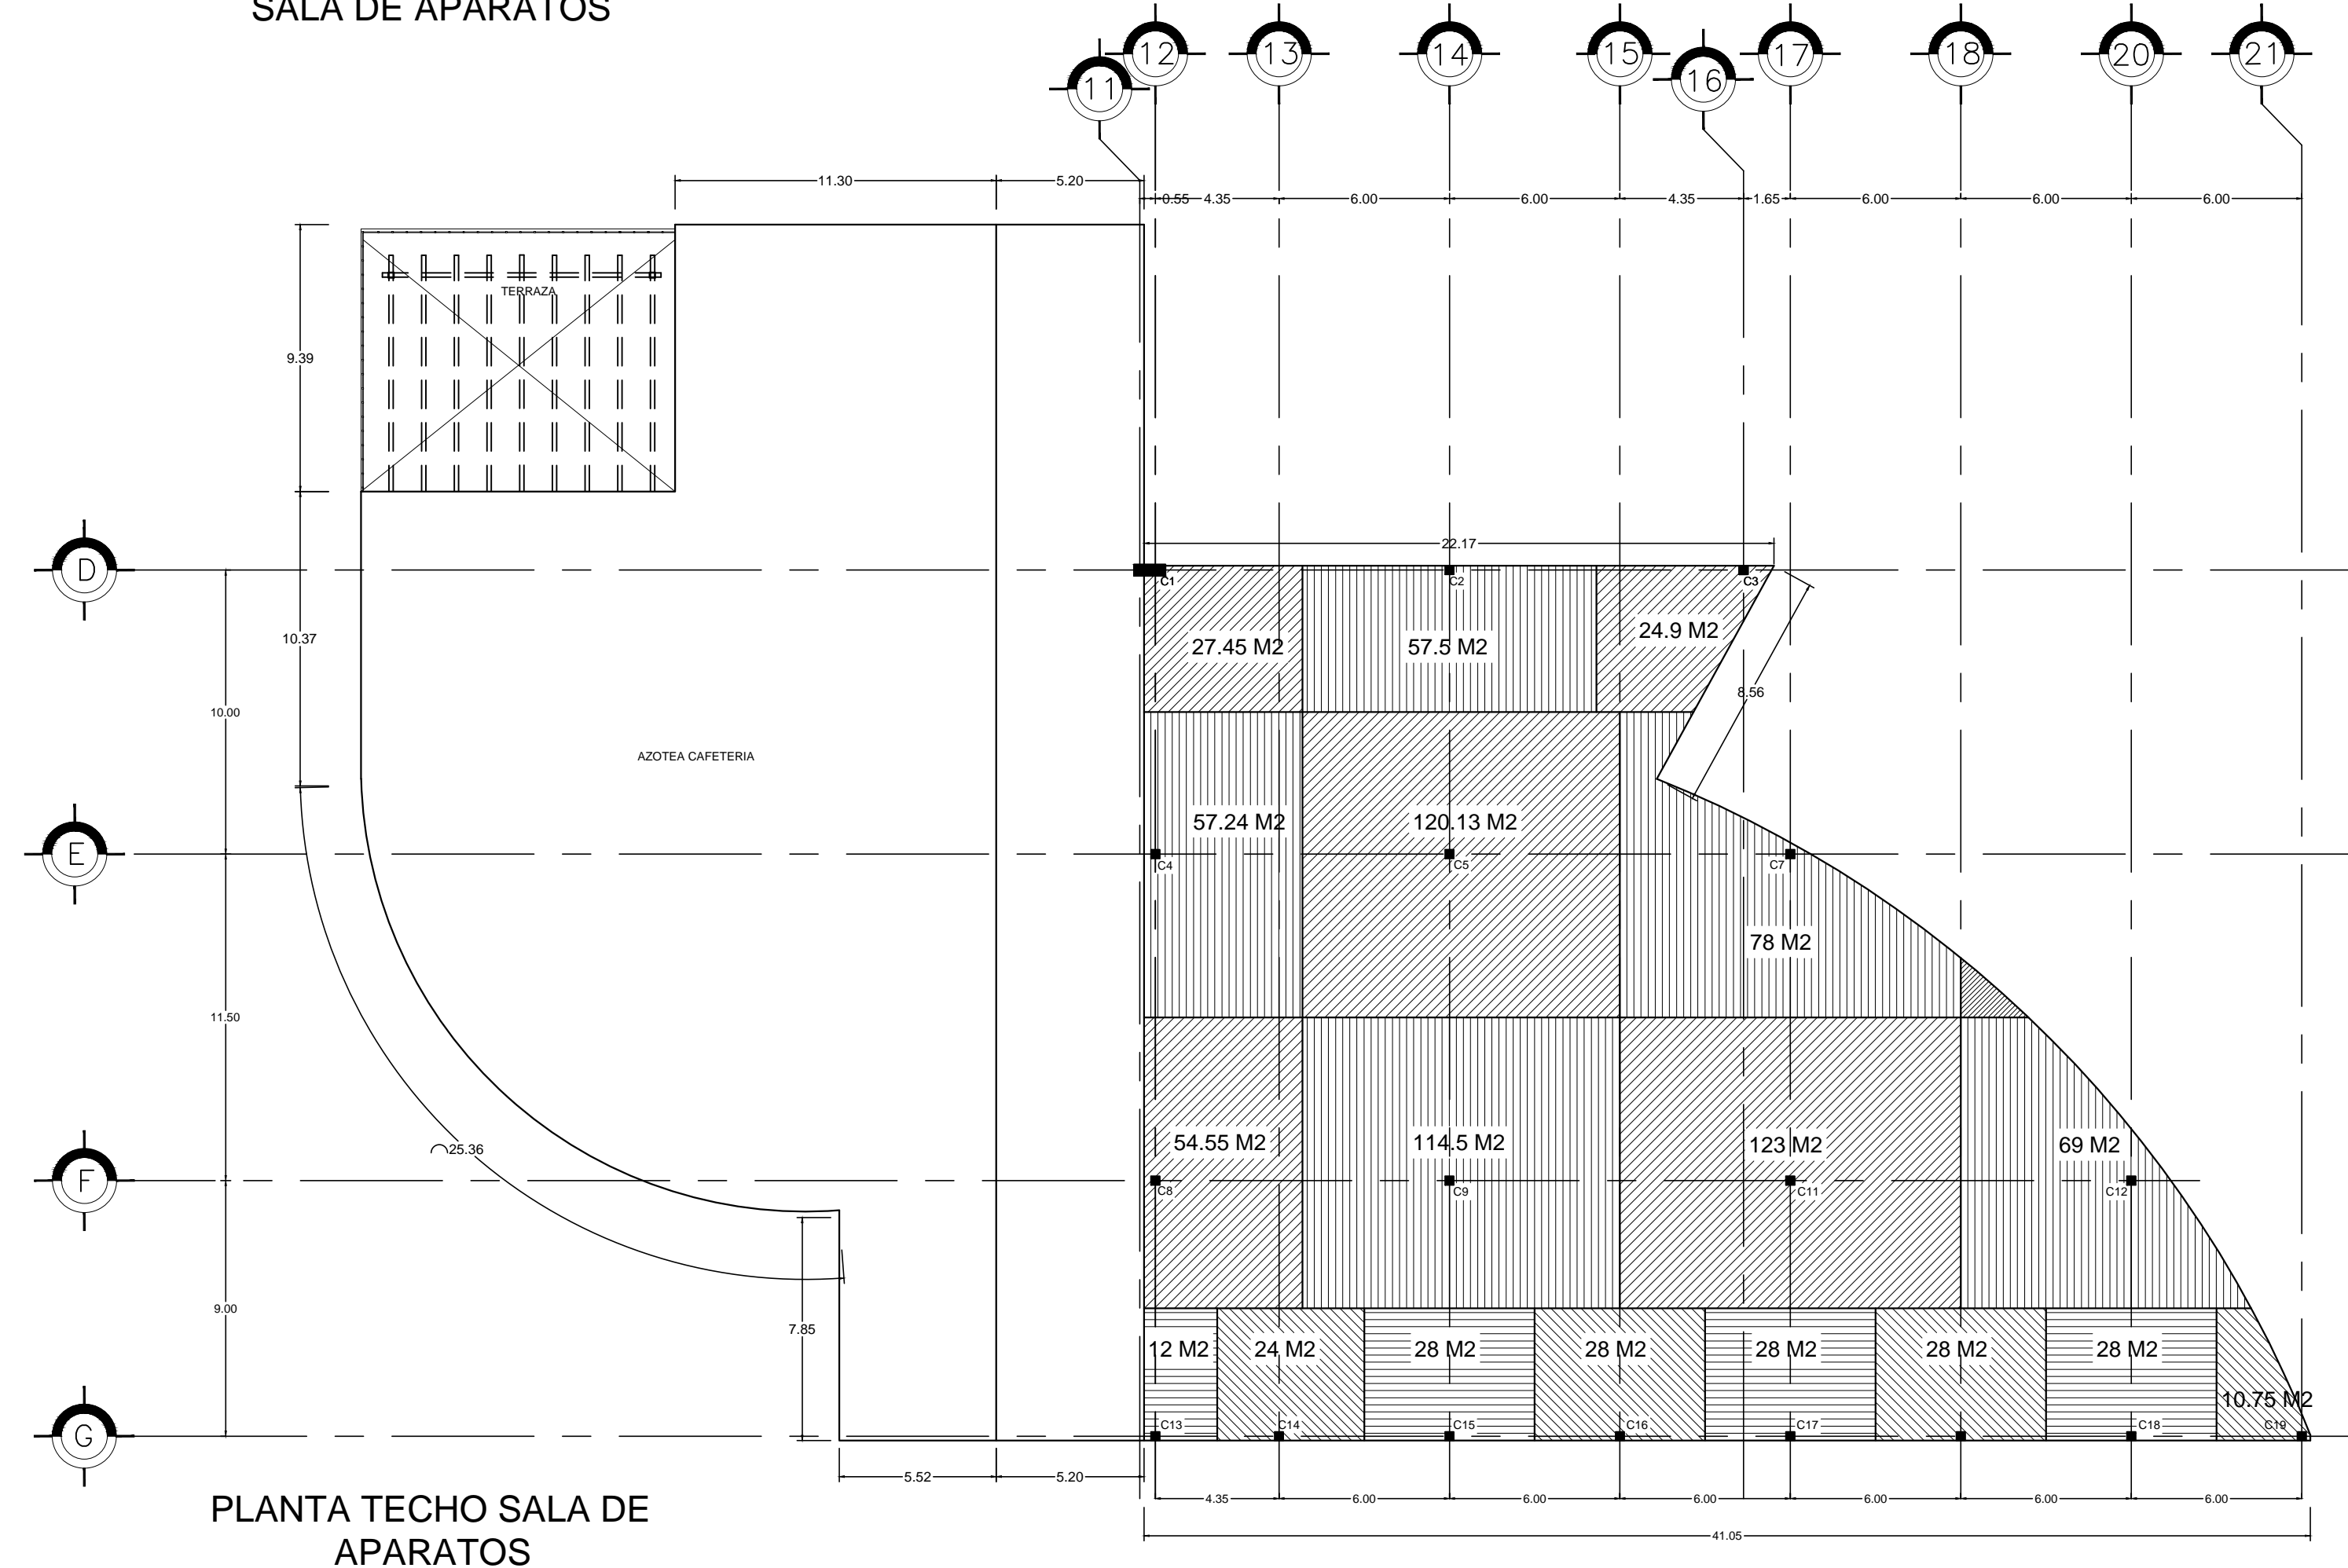 SALA DE APARATOS
12
13
14
15
17
18
20
21
11
16
11.30
5.20
0.55
4.35
6.00
6.00
4.35
1.65
6.00
6.00
6.00
TERRAZA
9.39
22.17
D
C1
C2
C3
10.37
27.45 M2
57.5 M2
24.9 M2
8.56
10.00
AZOTEA CAFETERIA
57.24 M2
120.13 M2
E
C4
C5
C7
78 M2
11.50
25.36
54.55 M2
114.5 M2
123 M2
69 M2
F
C8
C9
C11
C12
9.00
7.85
12 M2
24 M2
28 M2
28 M2
28 M2
28 M2
28 M2
10.75 M2
G
C13
C14
C15
C16
C17
C18
C19
5.52
5.20
4.35
6.00
6.00
6.00
6.00
6.00
6.00
41.05
PLANTA TECHO SALA DE
APARATOS